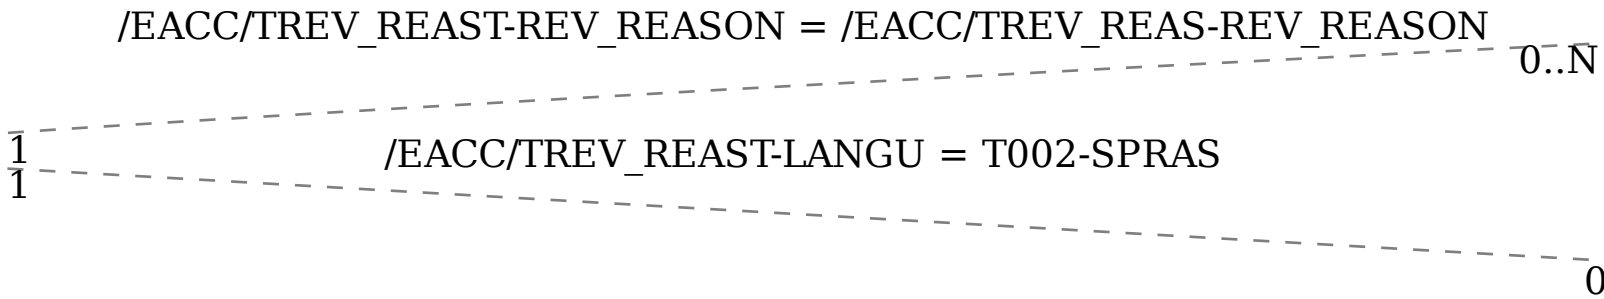 /EACC/TREV_REAST-REV_REASON = /EACC/TREV_REAS-REV_REASON
0..N
1
/EACC/TREV_REAST-LANGU = T002-SPRAS
1
0